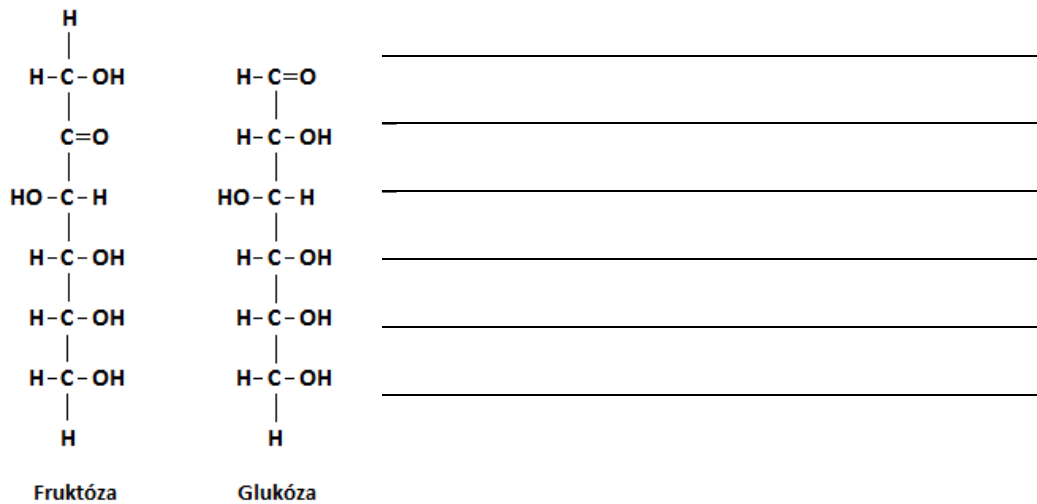 H
H-C-OH
C=O
HO-C-H
H-C-OH
H-C-OH
H-C-OH
H
Fruktóza
H-C=O
H-C-OH
HO-C-H
H-C-OH
H-C-OH
H-C-OH
H
Glukóza